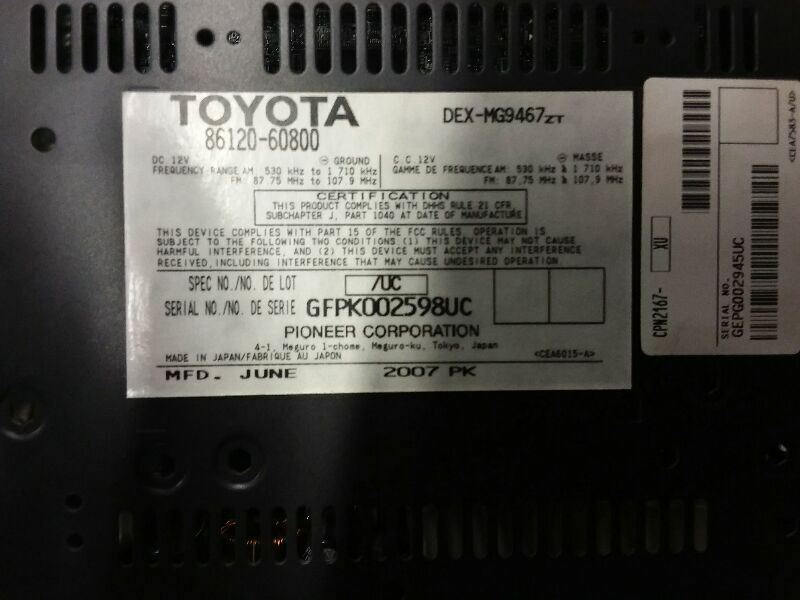 TOYOTA
86120-60800
DEX-MG9467ZT
DC 12V ⊖ GROUND
FREQUENCY RANGE AM: 530 kHz to 1 710 kHz
FM: 87.75 MHz to 107.9 MHz
C.C. 12V ⊖ MASSE
GAMME DE FREQUENCE AM: 530 kHz à 1 710 kHz
FM: 87,75 MHz à 107,9 MHz
CERTIFICATION
THIS PRODUCT COMPLIES WITH DHHS RULE 21 CFR,
SUBCHAPTER J, PART 1040 AT DATE OF MANUFACTURE
THIS DEVICE COMPLIES WITH PART 15 OF THE FCC RULES. OPERATION IS
SUBJECT TO THE FOLLOWING TWO CONDITIONS (1) THIS DEVICE MAY NOT CAUSE
HARMFUL INTERFERENCE, AND (2) THIS DEVICE MUST ACCEPT ANY INTERFERENCE
RECEIVED, INCLUDING INTERFERENCE THAT MAY CAUSE UNDESIRED OPERATION
SPEC NO./NO. DE LOT /UC
SERIAL NO./NO. DE SERIE GFPK002598UC
PIONEER CORPORATION
4-1, Meguro 1-chome, Meguro-ku, Tokyo, Japan
MADE IN JAPAN/FABRIQUE AU JAPON <CEA6015-A>
MFD. JUNE 2007 PK
CPN2167- XU
SERIAL NO.
GEPG002945UC
<CEA7583-A/U>